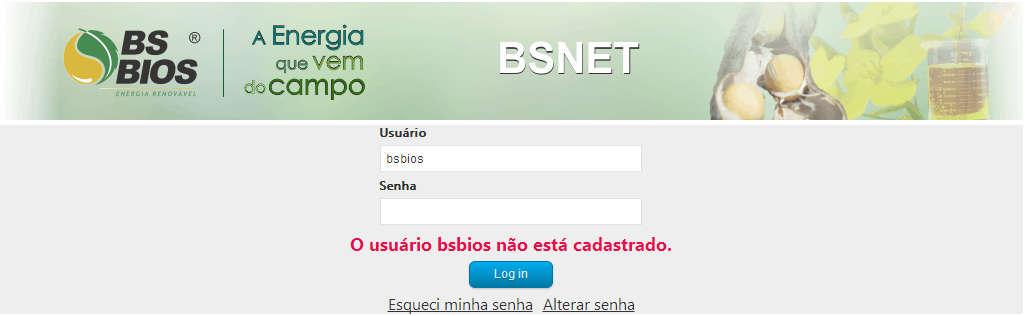 BS
BIOS ®
ENERGIA RENOVÁVEL
A Energia
que vem
do campo
BSNET
Usuário
bsbios
Senha
O usuário bsbios não está cadastrado.
Log in
Esqueci minha senha Alterar senha